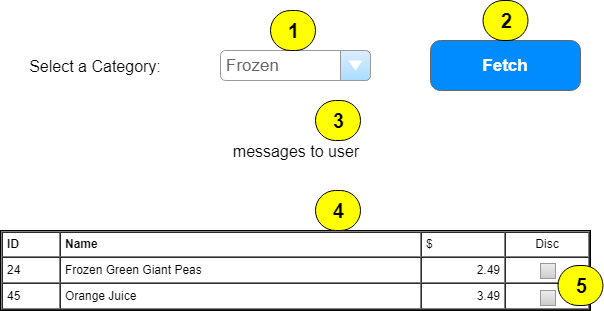 1
2
Select a Category:
Frozen
Fetch
3
messages to user
4
ID Name $ Disc
24 Frozen Green Giant Peas 2.49
45 Orange Juice 3.49
5